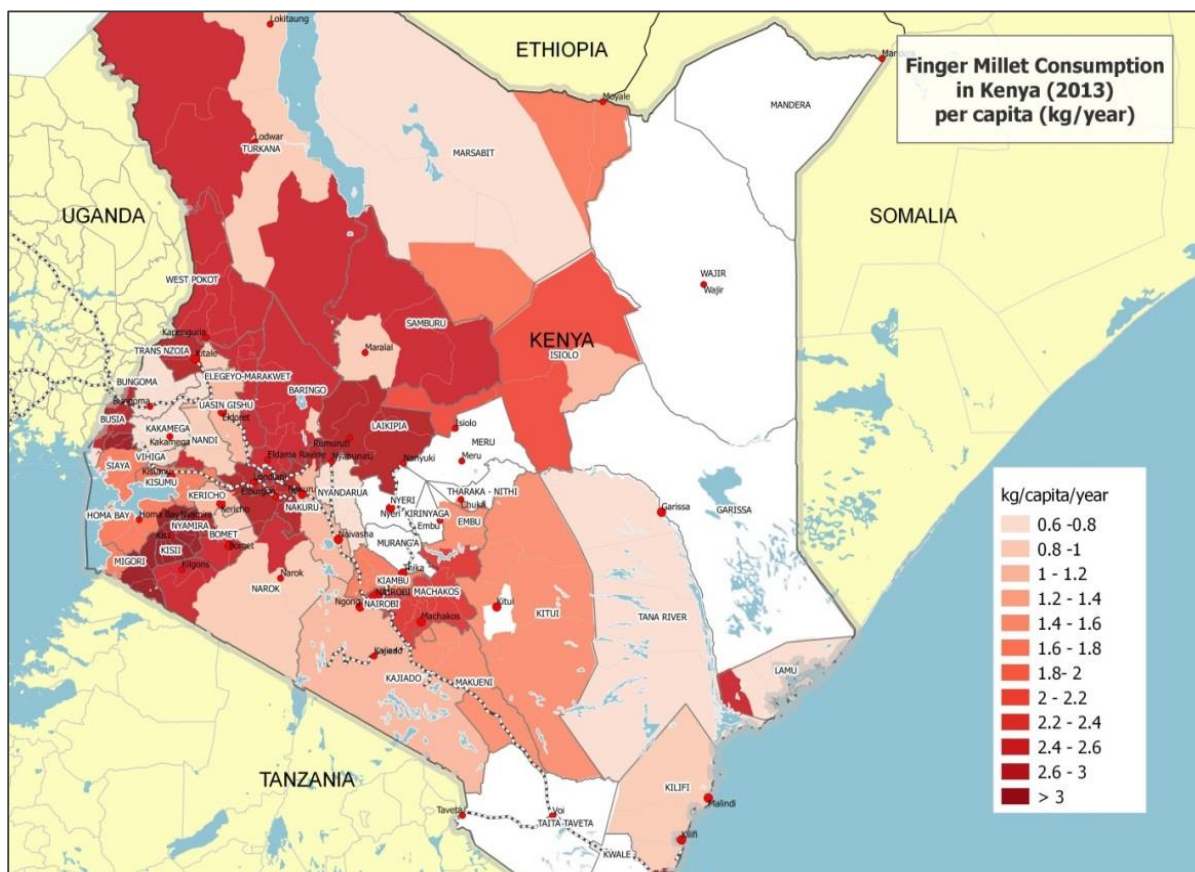 Finger Millet Consumption
in Kenya (2013)
per capita (kg/year)
ETHIOPIA
UGANDA
SOMALIA
KENYA
TANZANIA
Lokitaung
Mandera
Moyale
MANDERA
Lodwar
TURKANA
MARSABIT
WAJIR
Wajir
WEST POKOT
SAMBURU
Kapenguria
Maralal
ISIOLO
TRANS NZOIA
Kitale
ELEGEYO-MARAKWET
BARINGO
BUNGOMA
Bungoma
UASIN GISHU
Eldoret
BUSIA
KAKAMEGA
Kakamega
NANDI
LAIKIPIA
Rumuruti
Isiolo
MERU
Meru
VIHIGA
Eldama Ravine
Nyahururu
Nanyuki
SIAYA
Kisumu
KISUMU
Londiani
Elburgon
Nakuru
NAKURU
NYANDARUA
NYERI
Nyeri
KIRINYAGA
THARAKA - NITHI
Chuka
Garissa
GARISSA
KERICHO
Kericho
HOMA BAY
Homa Bay
Nyamira
NYAMIRA
Embu
EMBU
Kisii
KISII
BOMET
Bomet
Naivasha
MURANG'A
MIGORI
Kilgoris
Narok
NAROK
Thika
KIAMBU
NAIROBI
Ngong
NAIROBI
MACHAKOS
Machakos
Kitui
KITUI
TANA RIVER
Kajiado
KAJIADO
MAKUENI
LAMU
KILIFI
Malindi
Taveta
Voi
TAITA-TAVETA
Kilifi
KWALE
kg/capita/year
0.6 -0.8
0.8 -1
1 - 1.2
1.2 - 1.4
1.4 - 1.6
1.6 - 1.8
1.8- 2
2 - 2.2
2.2 - 2.4
2.4 - 2.6
2.6 - 3
> 3